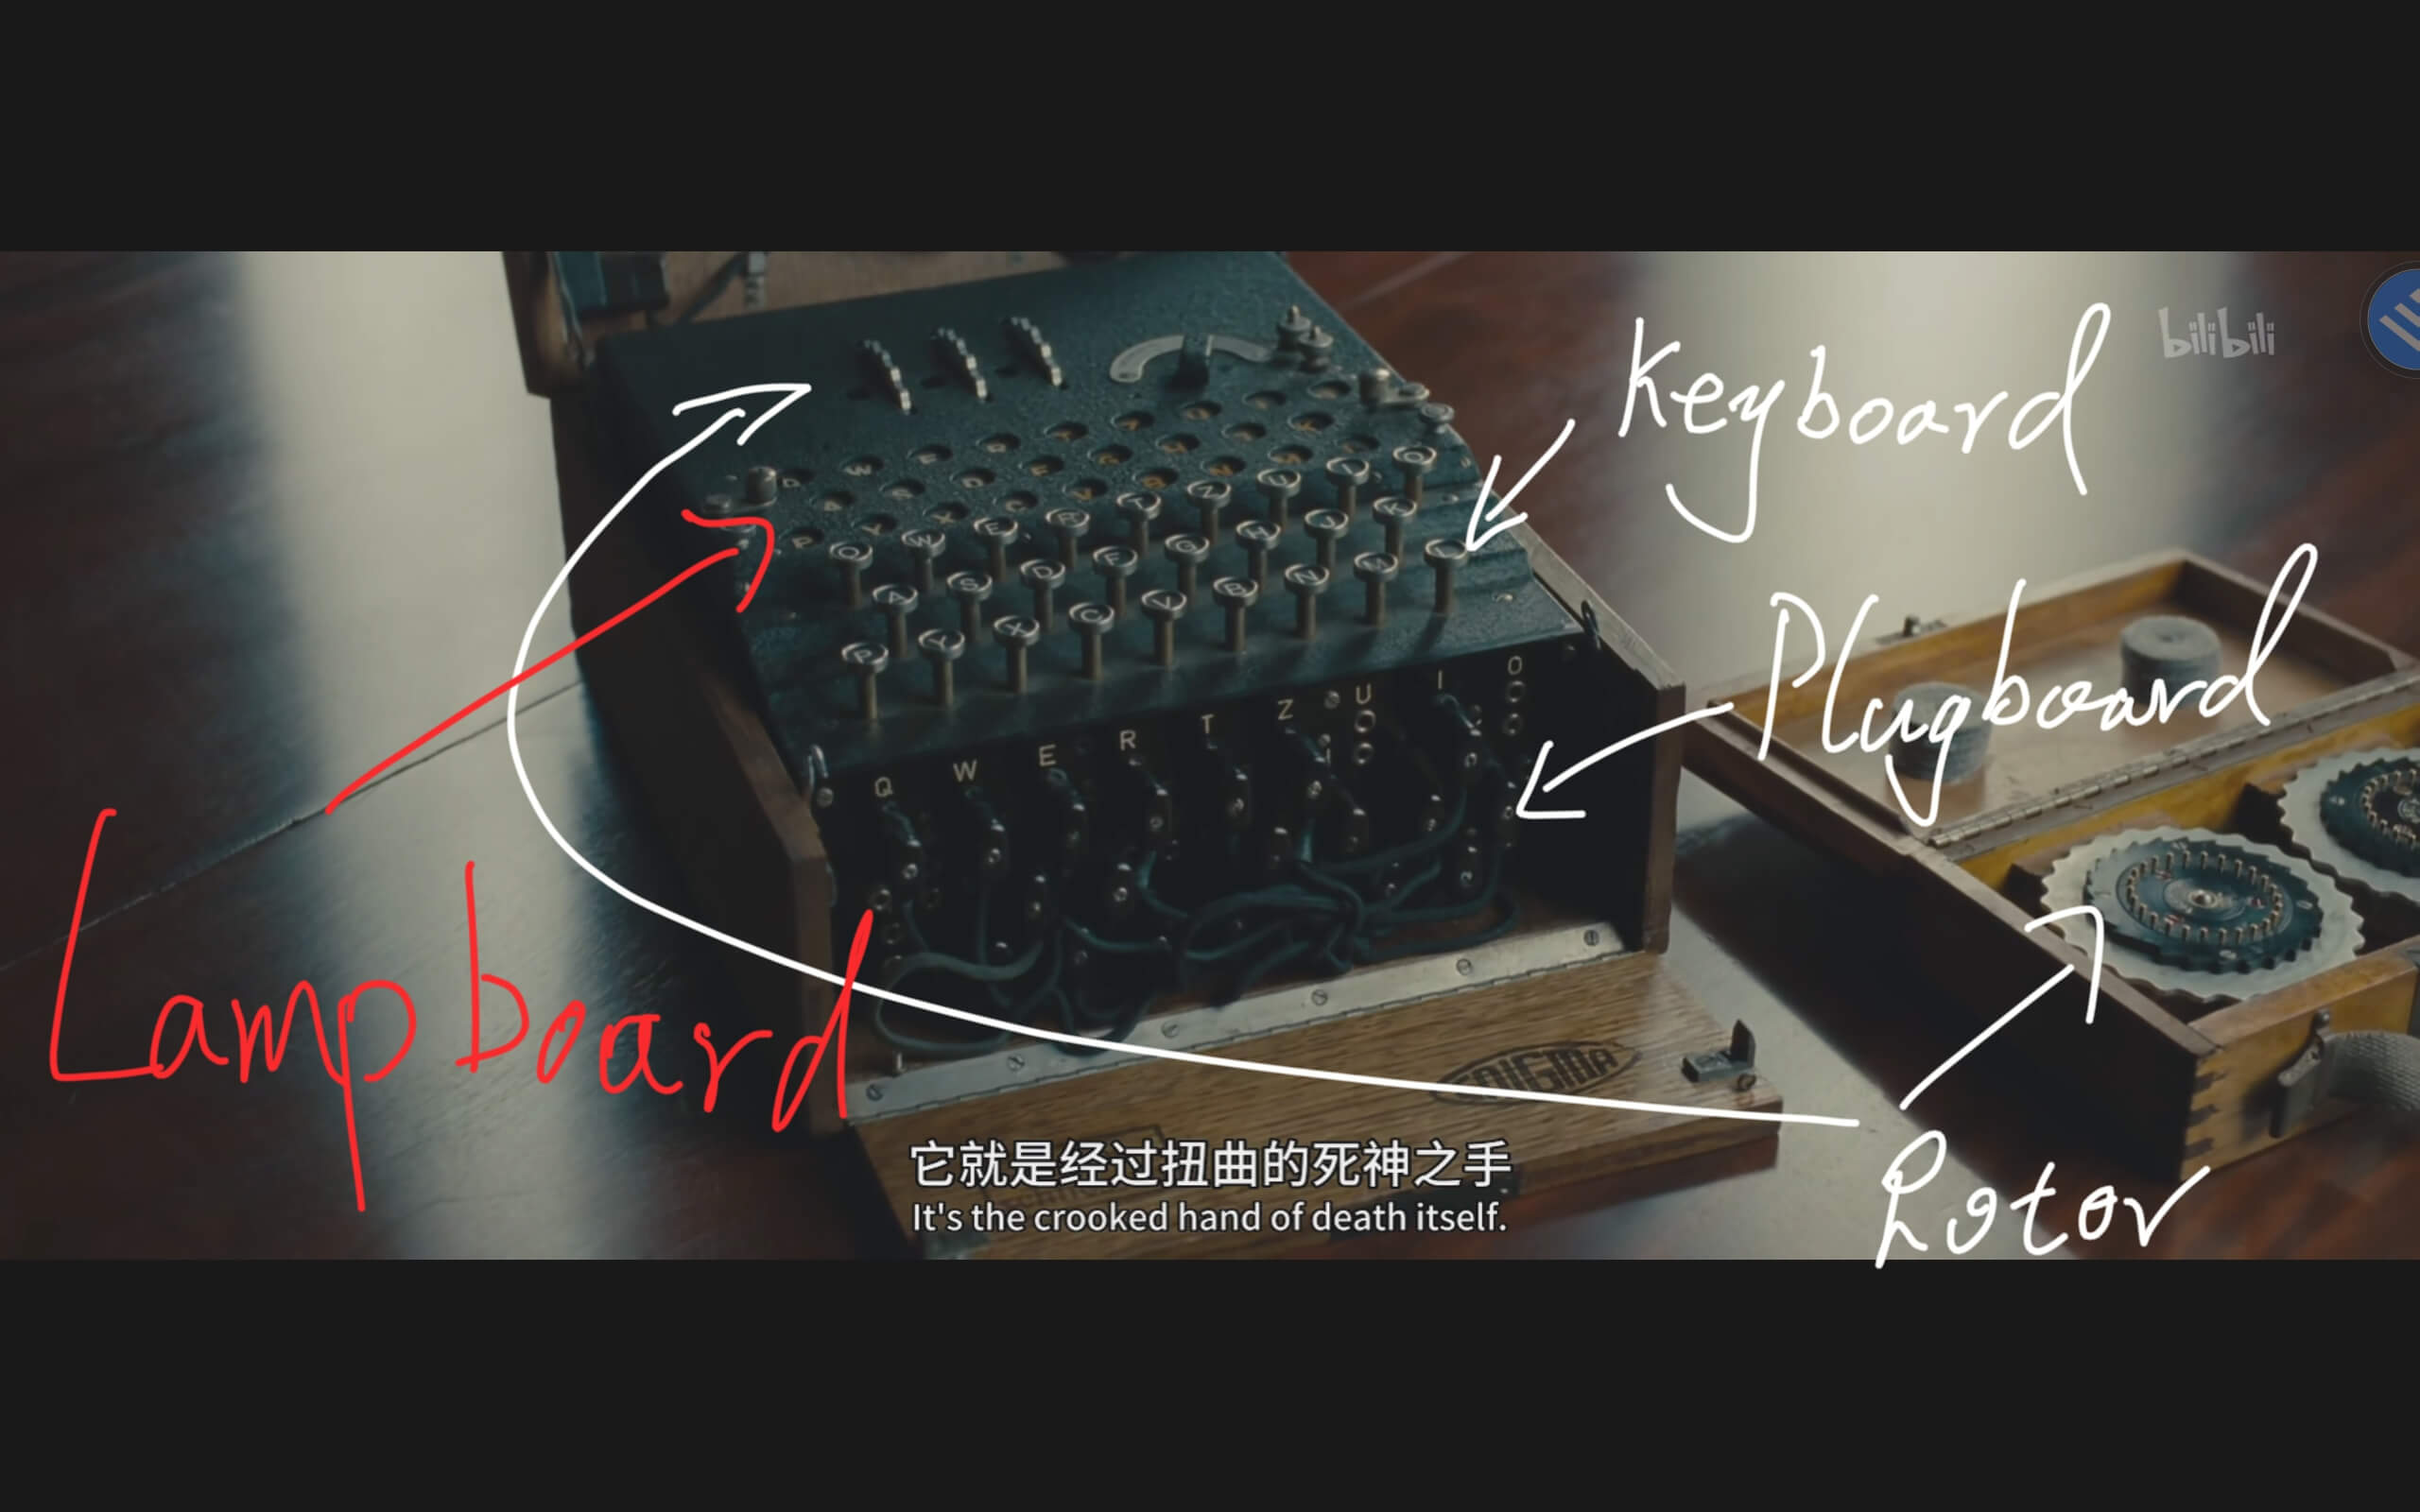 bilibili
Keyboard
Plugboard
Lampboard
Rotor
Q W E R T Z U I O
A S D F G H J K
P Y X C V B N M L
Q W E R T Z U I O
ENIGMA
它就是经过扭曲的死神之手
It's the crooked hand of death itself.